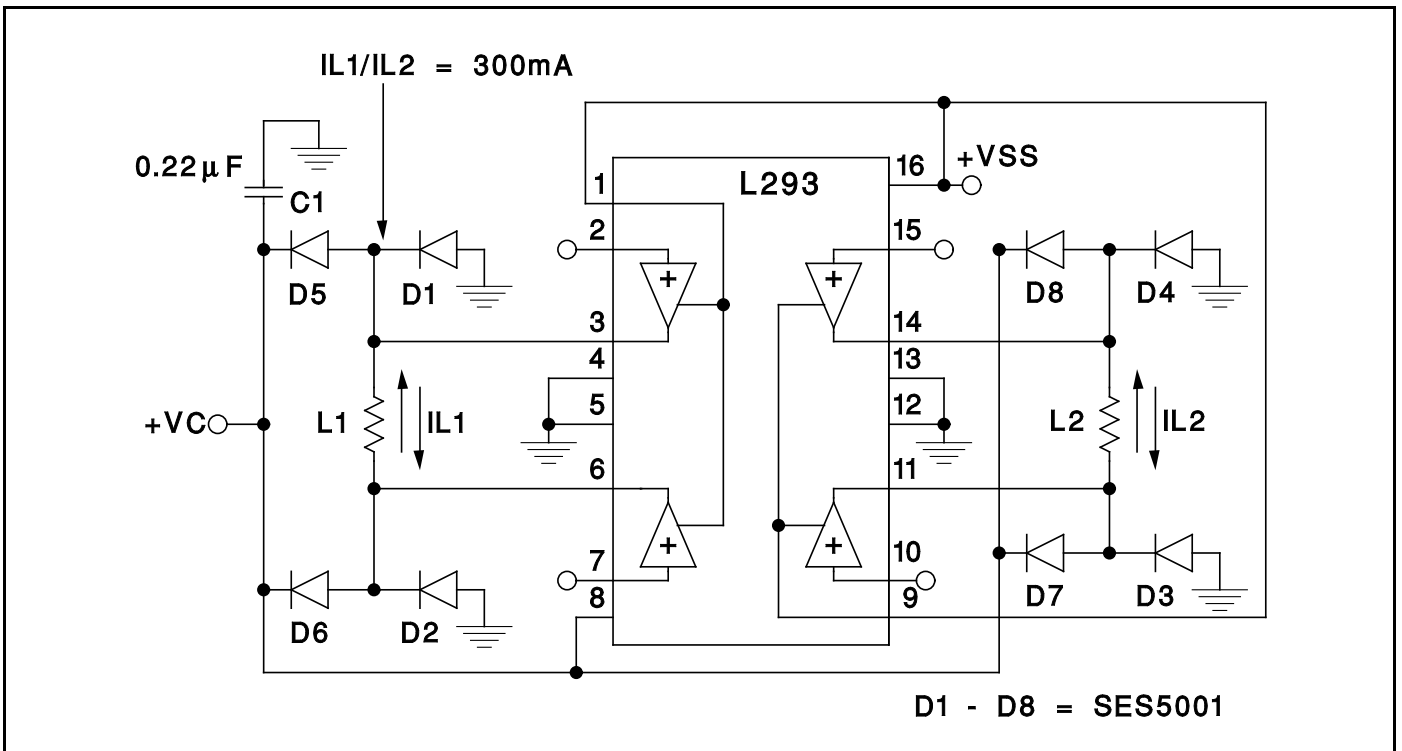 IL1/IL2 = 300mA
0.22μF
C1
L293
+VSS
1
16
2
15
+
+
D5
D1
D8
D4
3
14
4
13
5
12
+VC
L1
IL1
L2
IL2
6
11
+
+
7
10
8
9
D6
D2
D7
D3
D1 - D8 = SES5001